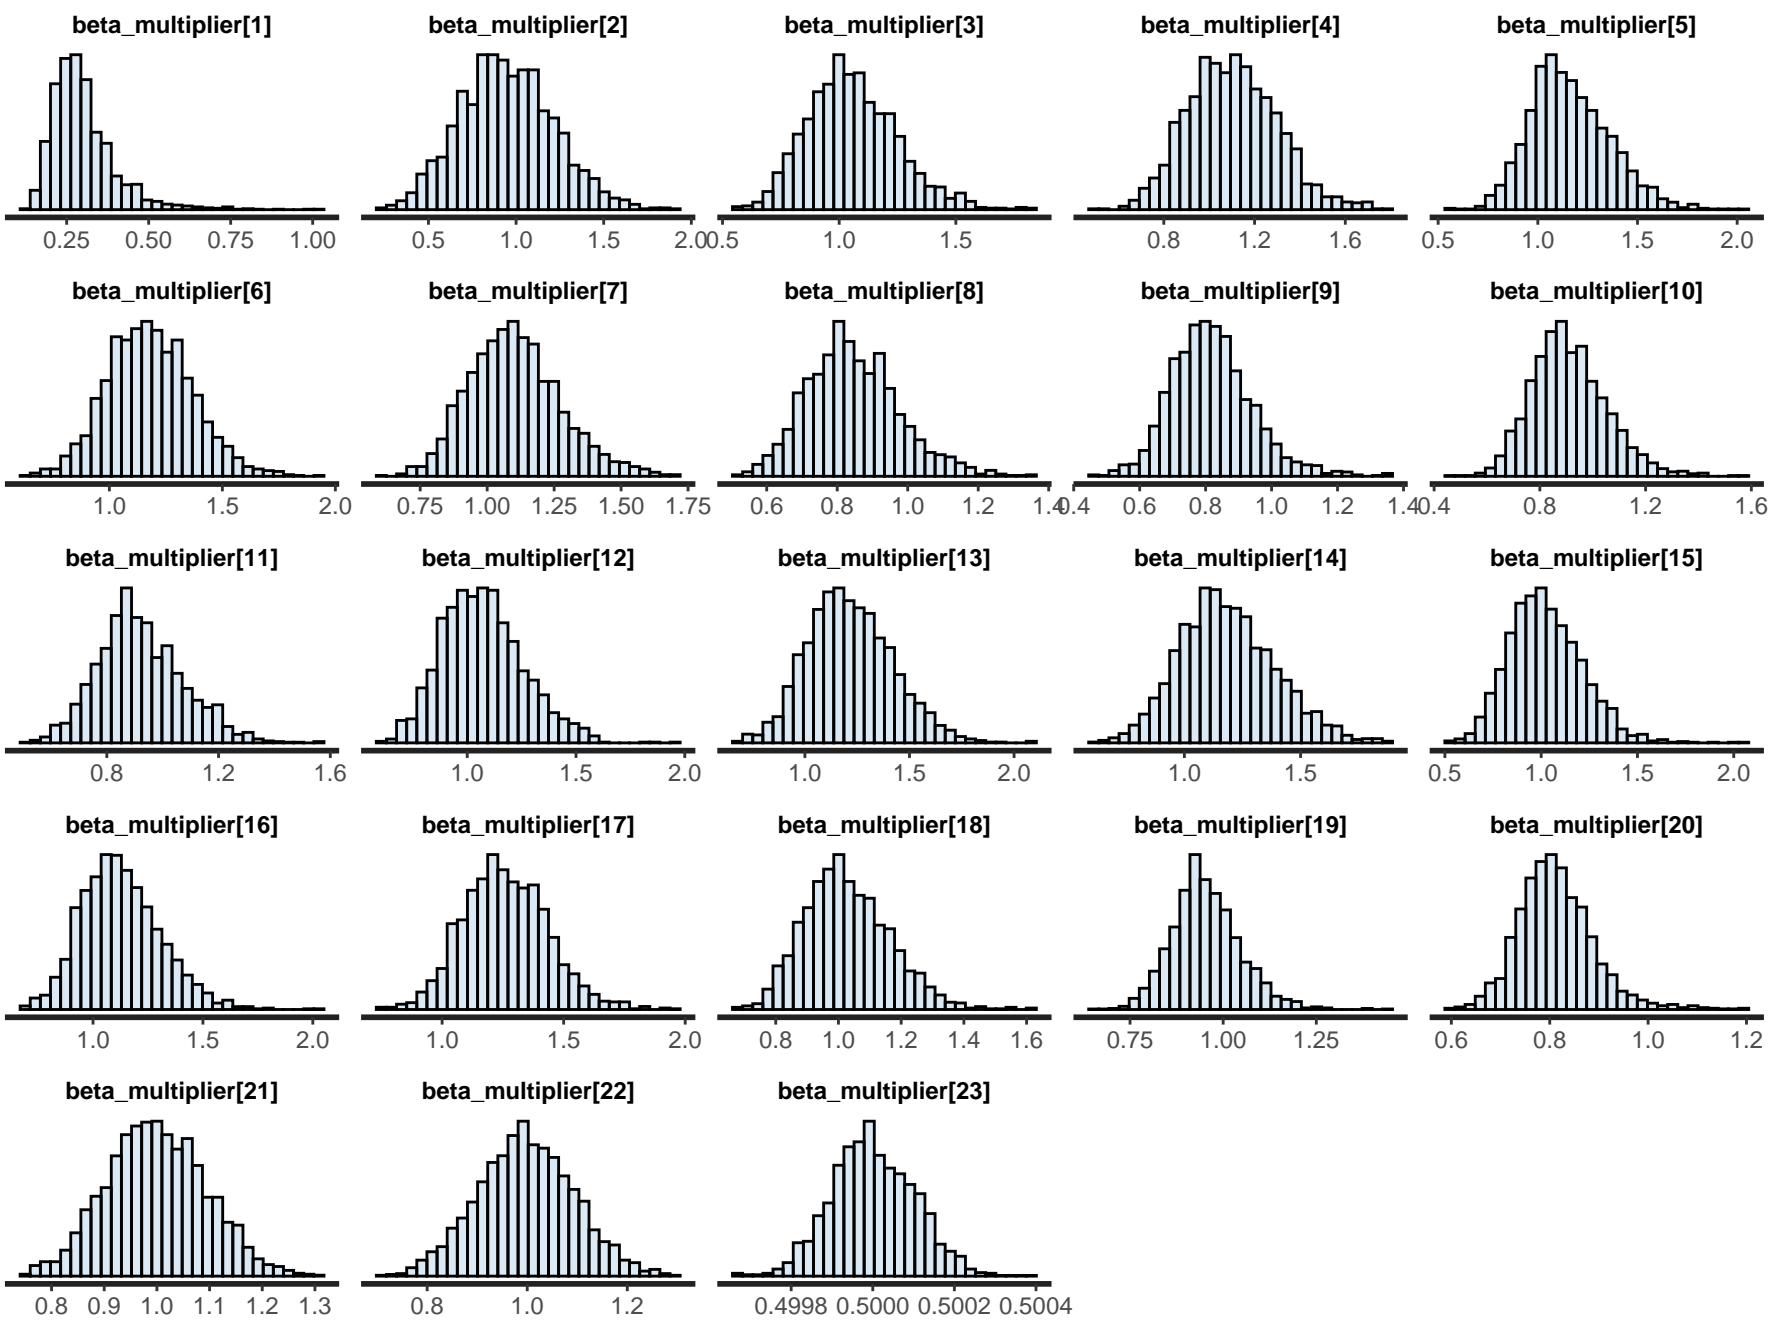 beta_multiplier[1] beta_multiplier[2] beta_multiplier[3] beta_multiplier[4] beta_multiplier[5]
0.25 0.50 0.75 1.00 0.5 1.0 1.5 2.0 0.5 1.0 1.5 0.8 1.2 1.6 0.5 1.0 1.5 2.0
beta_multiplier[6] beta_multiplier[7] beta_multiplier[8] beta_multiplier[9] beta_multiplier[10]
1.0 1.5 2.0 0.75 1.00 1.25 1.50 1.75 0.6 0.8 1.0 1.2 1.4 0.4 0.6 0.8 1.0 1.2 1.4 0.4 0.8 1.2 1.6
beta_multiplier[11] beta_multiplier[12] beta_multiplier[13] beta_multiplier[14] beta_multiplier[15]
0.8 1.2 1.6 1.0 1.5 2.0 1.0 1.5 2.0 1.0 1.5 0.5 1.0 1.5 2.0
beta_multiplier[16] beta_multiplier[17] beta_multiplier[18] beta_multiplier[19] beta_multiplier[20]
1.0 1.5 2.0 1.0 1.5 2.0 0.8 1.0 1.2 1.4 1.6 0.75 1.00 1.25 0.6 0.8 1.0 1.2
beta_multiplier[21] beta_multiplier[22] beta_multiplier[23]
0.8 0.9 1.0 1.1 1.2 1.3 0.8 1.0 1.2 0.4998 0.5000 0.5002 0.5004